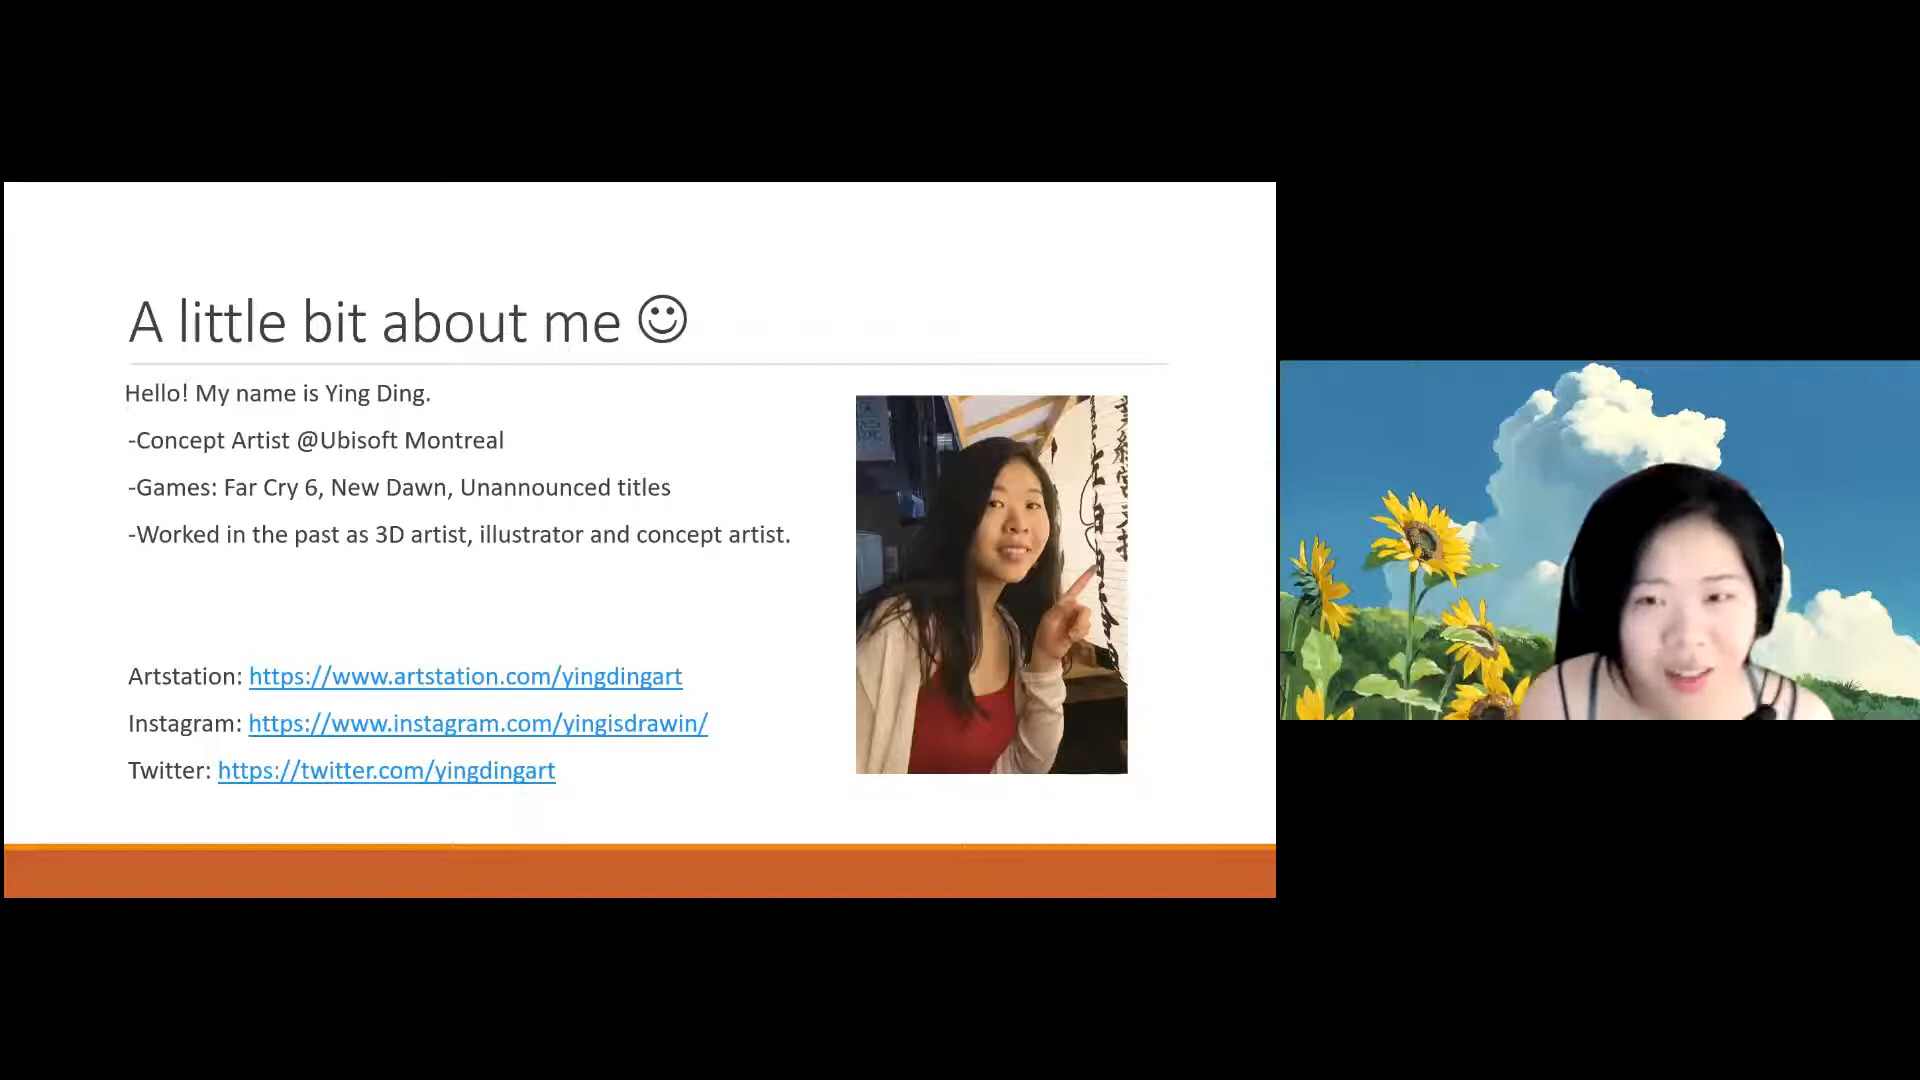 A little bit about me ☺
Hello! My name is Ying Ding.
-Concept Artist @Ubisoft Montreal
-Games: Far Cry 6, New Dawn, Unannounced titles
-Worked in the past as 3D artist, illustrator and concept artist.
Artstation: https://www.artstation.com/yingdingart
Instagram: https://www.instagram.com/yingisdrawin/
Twitter: https://twitter.com/yingdingart